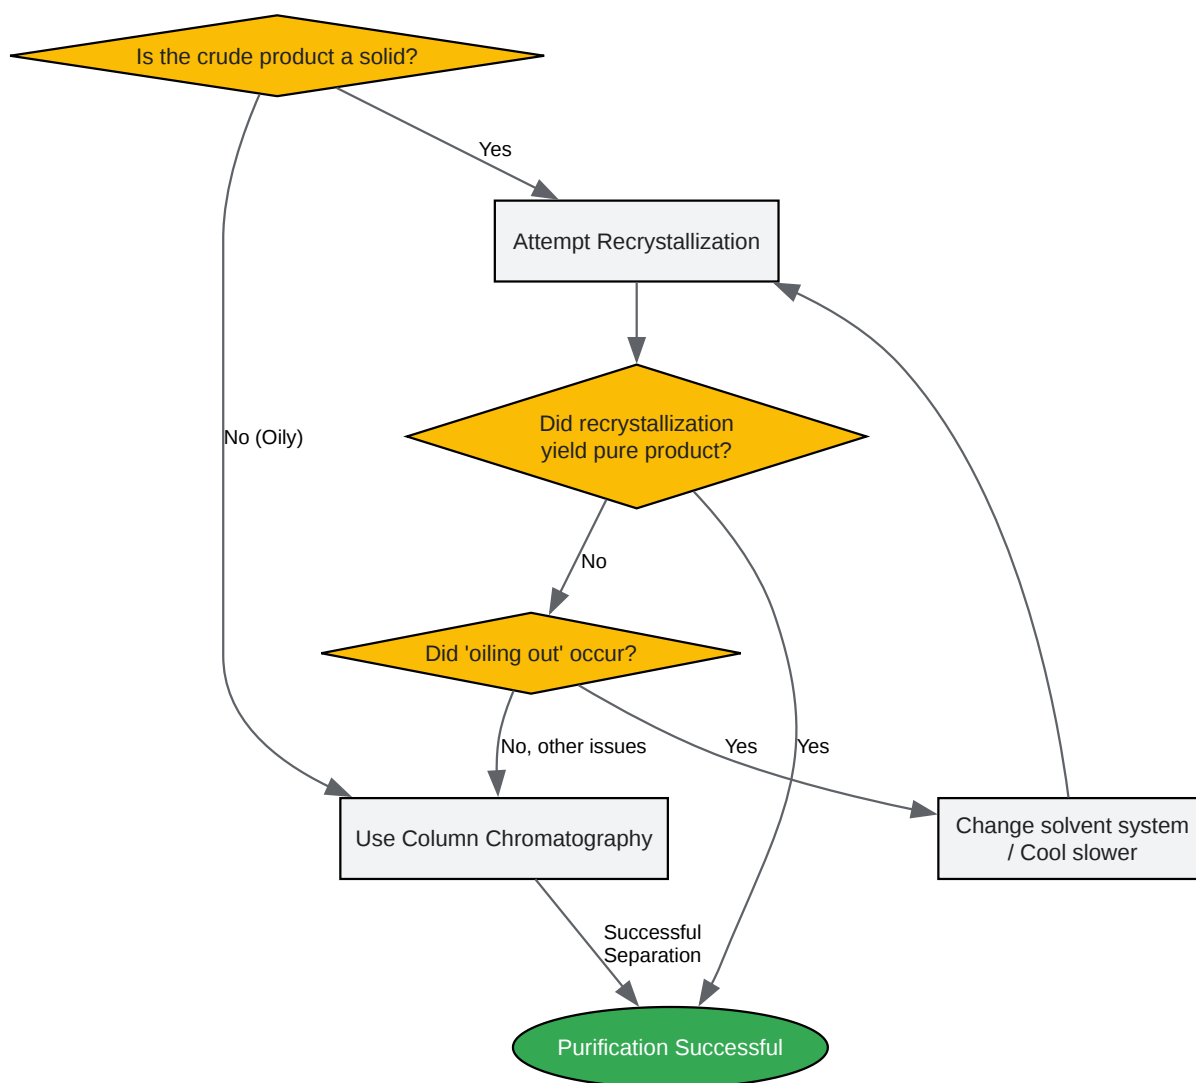 Is the crude product a solid?
Yes
Attempt Recrystallization
No (Oily)
Did recrystallization
yield pure product?
No
Did 'oiling out' occur?
No, other issues
Yes
Yes
Use Column Chromatography
Change solvent system
/ Cool slower
Successful
Separation
Purification Successful